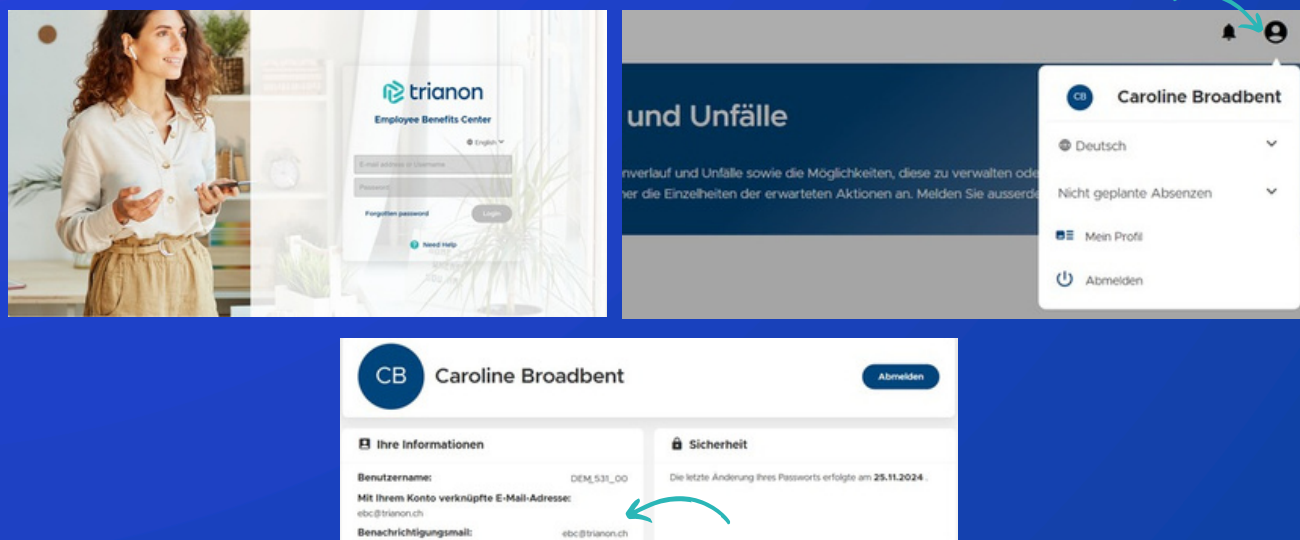 trianon
Employee Benefits Center
English
E-mail address or Username
Password
Forgotten password
Login
Need Help
und Unfälle
nverlauf und Unfälle sowie die Möglichkeiten, diese zu verwalten ode
ner die Einzelheiten der erwarteten Aktionen an. Melden Sie ausserde
CB
Caroline Broadbent
Deutsch
Nicht geplante Absenzen
Mein Profil
Abmelden
CB
Caroline Broadbent
Abmelden
Ihre Informationen
Benutzername: DEM_531_00
Mit Ihrem Konto verknüpfte E-Mail-Adresse:
ebc@trianon.ch
Benachrichtigungsmail: ebc@trianon.ch
Sicherheit
Die letzte Änderung Ihres Passworts erfolgte am 25.11.2024 .